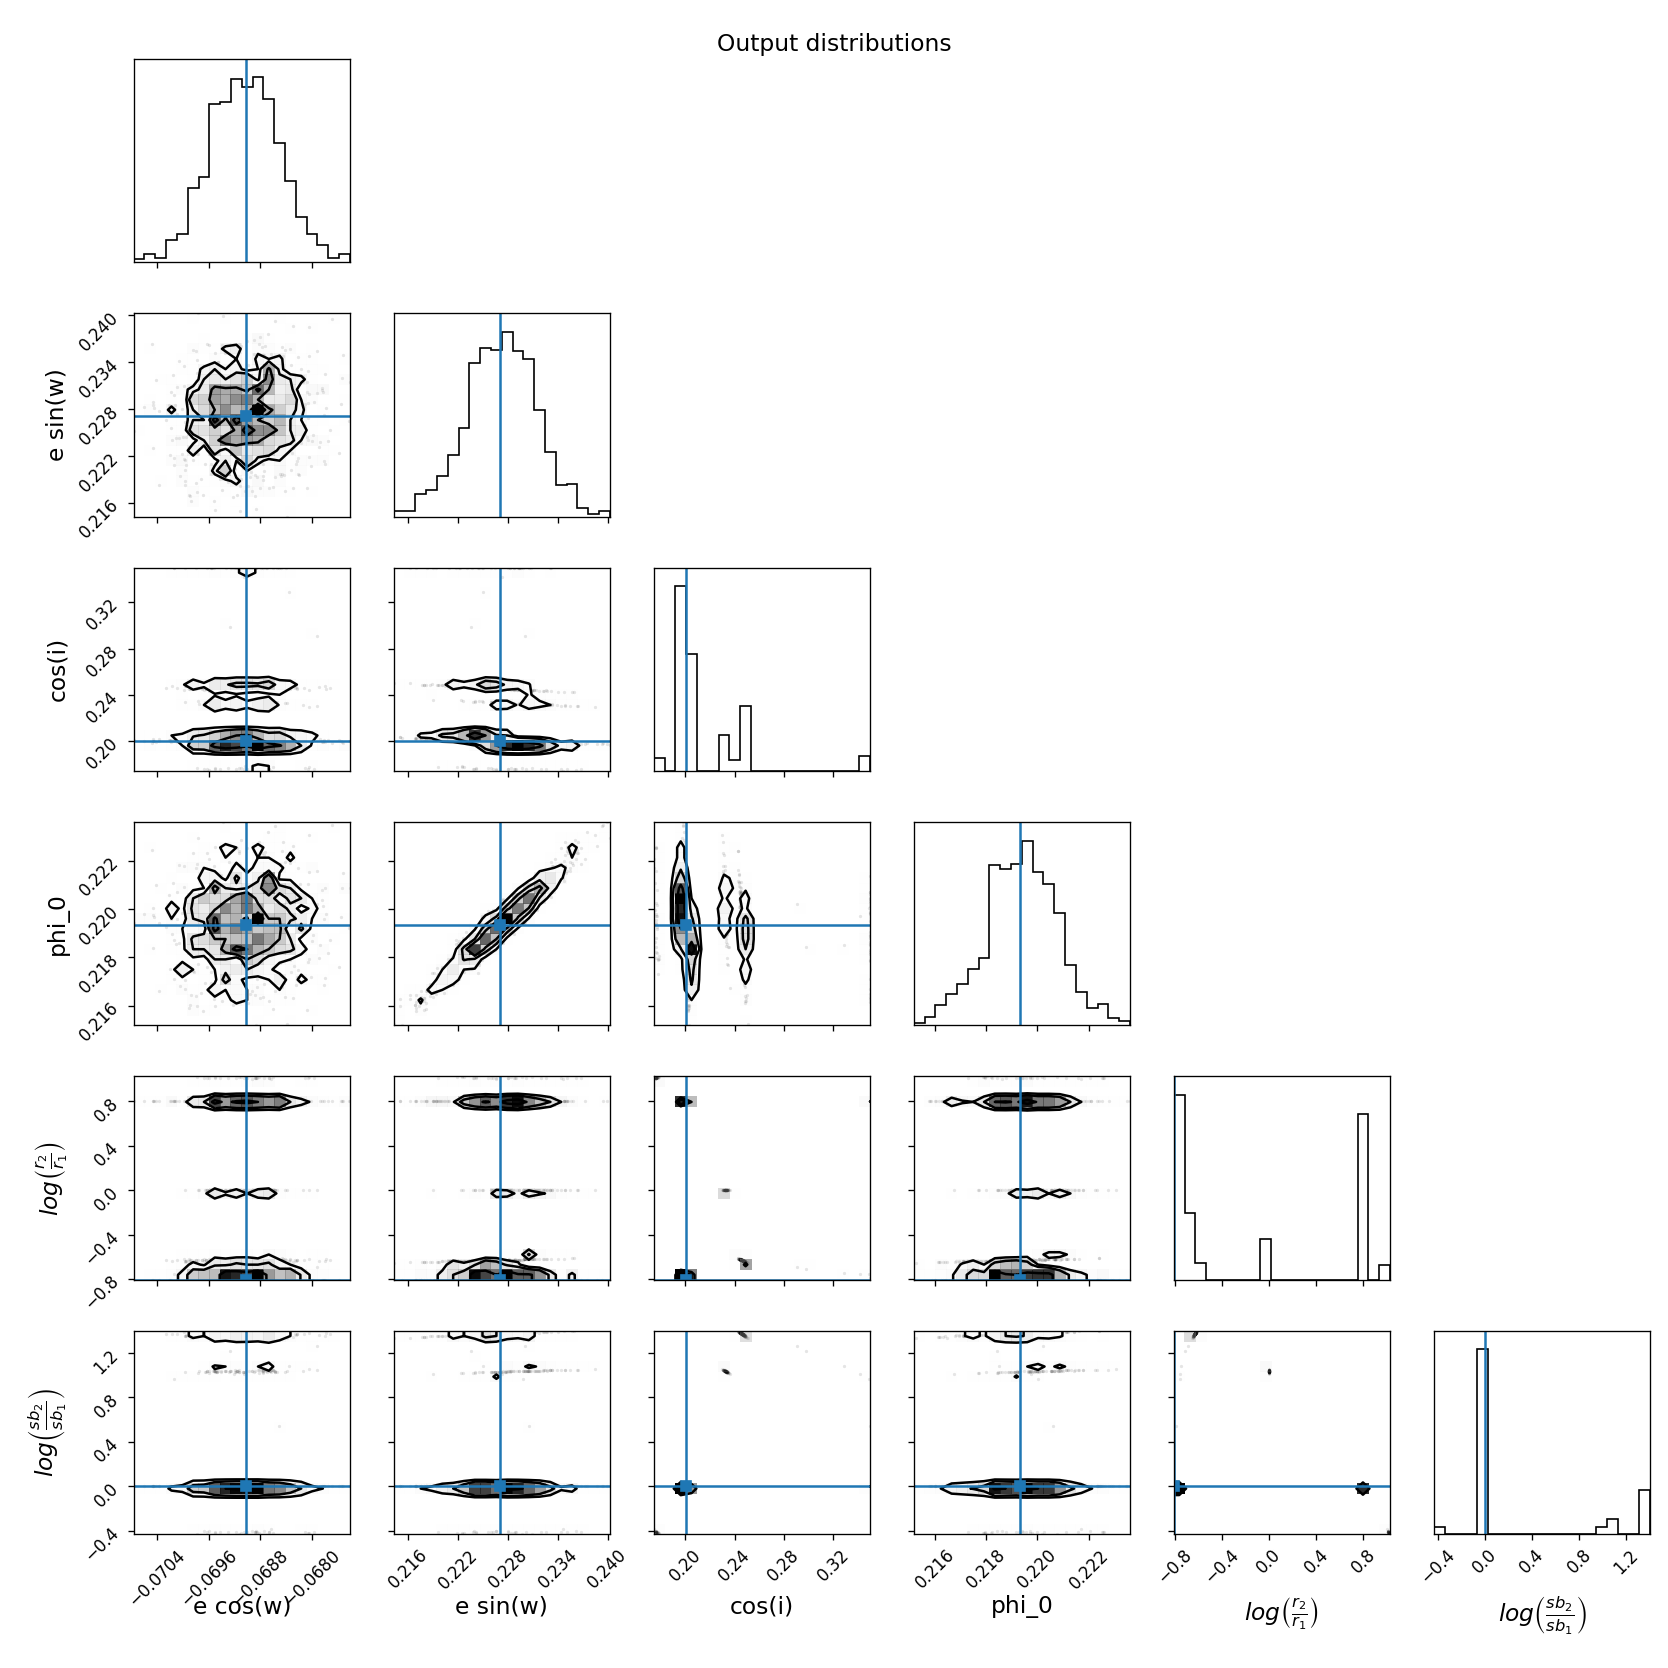 Output distributions
0.240
0.234
0.228
0.222
0.216
e sin(w)
0.32
0.28
0.24
0.20
cos(i)
0.222
0.220
0.218
0.216
phi_0
0.8
0.4
0.0
−0.4
−0.8
log(r₂/r₁)
1.2
0.8
0.4
0.0
−0.4
log(sb₂/sb₁)
−0.0704 −0.0696 −0.0688 −0.0680 0.216 0.222 0.228 0.234 0.240 0.20 0.24 0.28 0.32 0.216 0.218 0.220 0.222 −0.8 −0.4 0.0 0.4 0.8 −0.4 0.0 0.4 0.8 1.2
e cos(w) e sin(w) cos(i) phi_0 log(r₂/r₁) log(sb₂/sb₁)